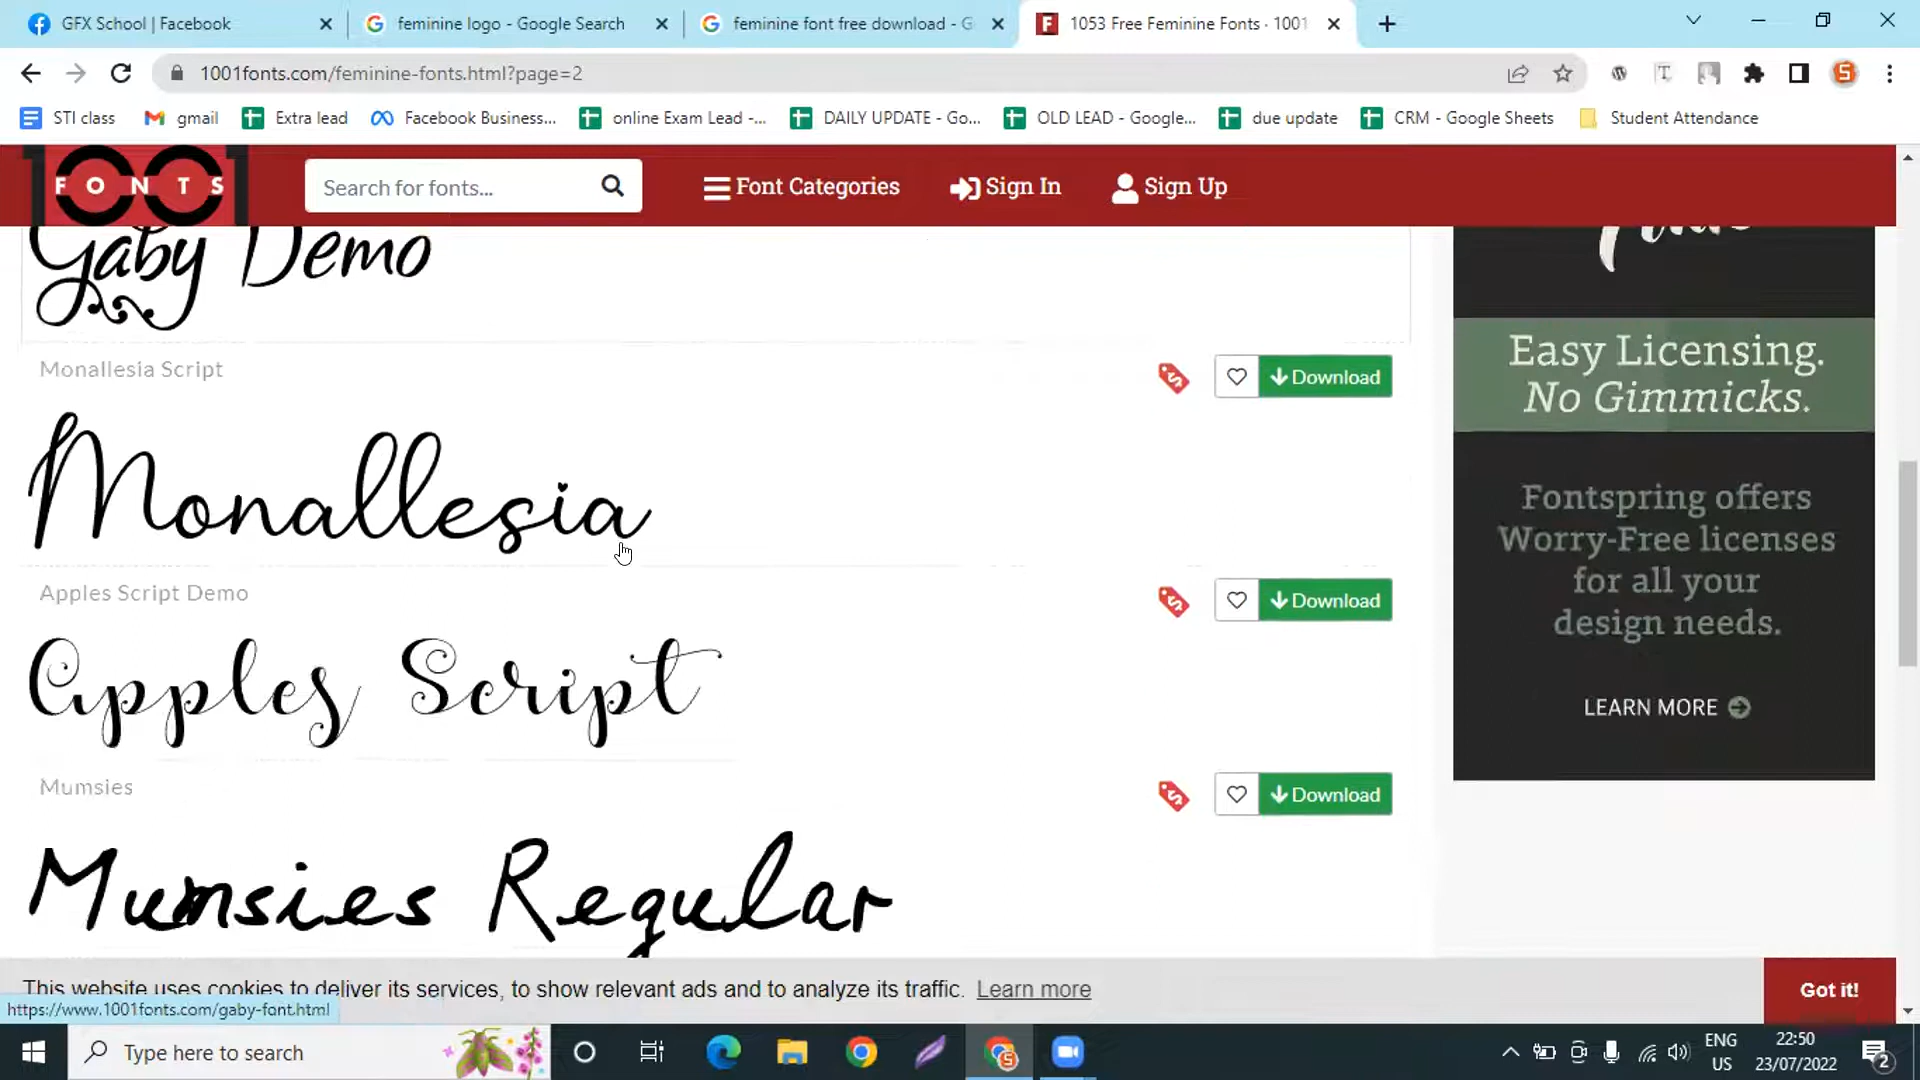 GFX School | Facebook
feminine logo - Google Search
feminine font free download - G
1053 Free Feminine Fonts · 1001
1001fonts.com/feminine-fonts.html?page=2
STI class
gmail
Extra lead
Facebook Business...
online Exam Lead -...
DAILY UPDATE - Go...
OLD LEAD - Google...
due update
CRM - Google Sheets
Student Attendance
1001
FONTS
Search for fonts...
Font Categories
Sign In
Sign Up
Gaby Demo
Monallesia Script
Download
Monallesia
Apples Script Demo
Download
Apples Script
Mumsies
Download
Mumsies Regular
Easy Licensing.
No Gimmicks.
Fontspring offers
Worry-Free licenses
for all your
design needs.
LEARN MORE
This website uses cookies to deliver its services, to show relevant ads and to analyze its traffic. Learn more
Got it!
https://www.1001fonts.com/gaby-font.html
Type here to search
ENG
US
22:50
23/07/2022
2